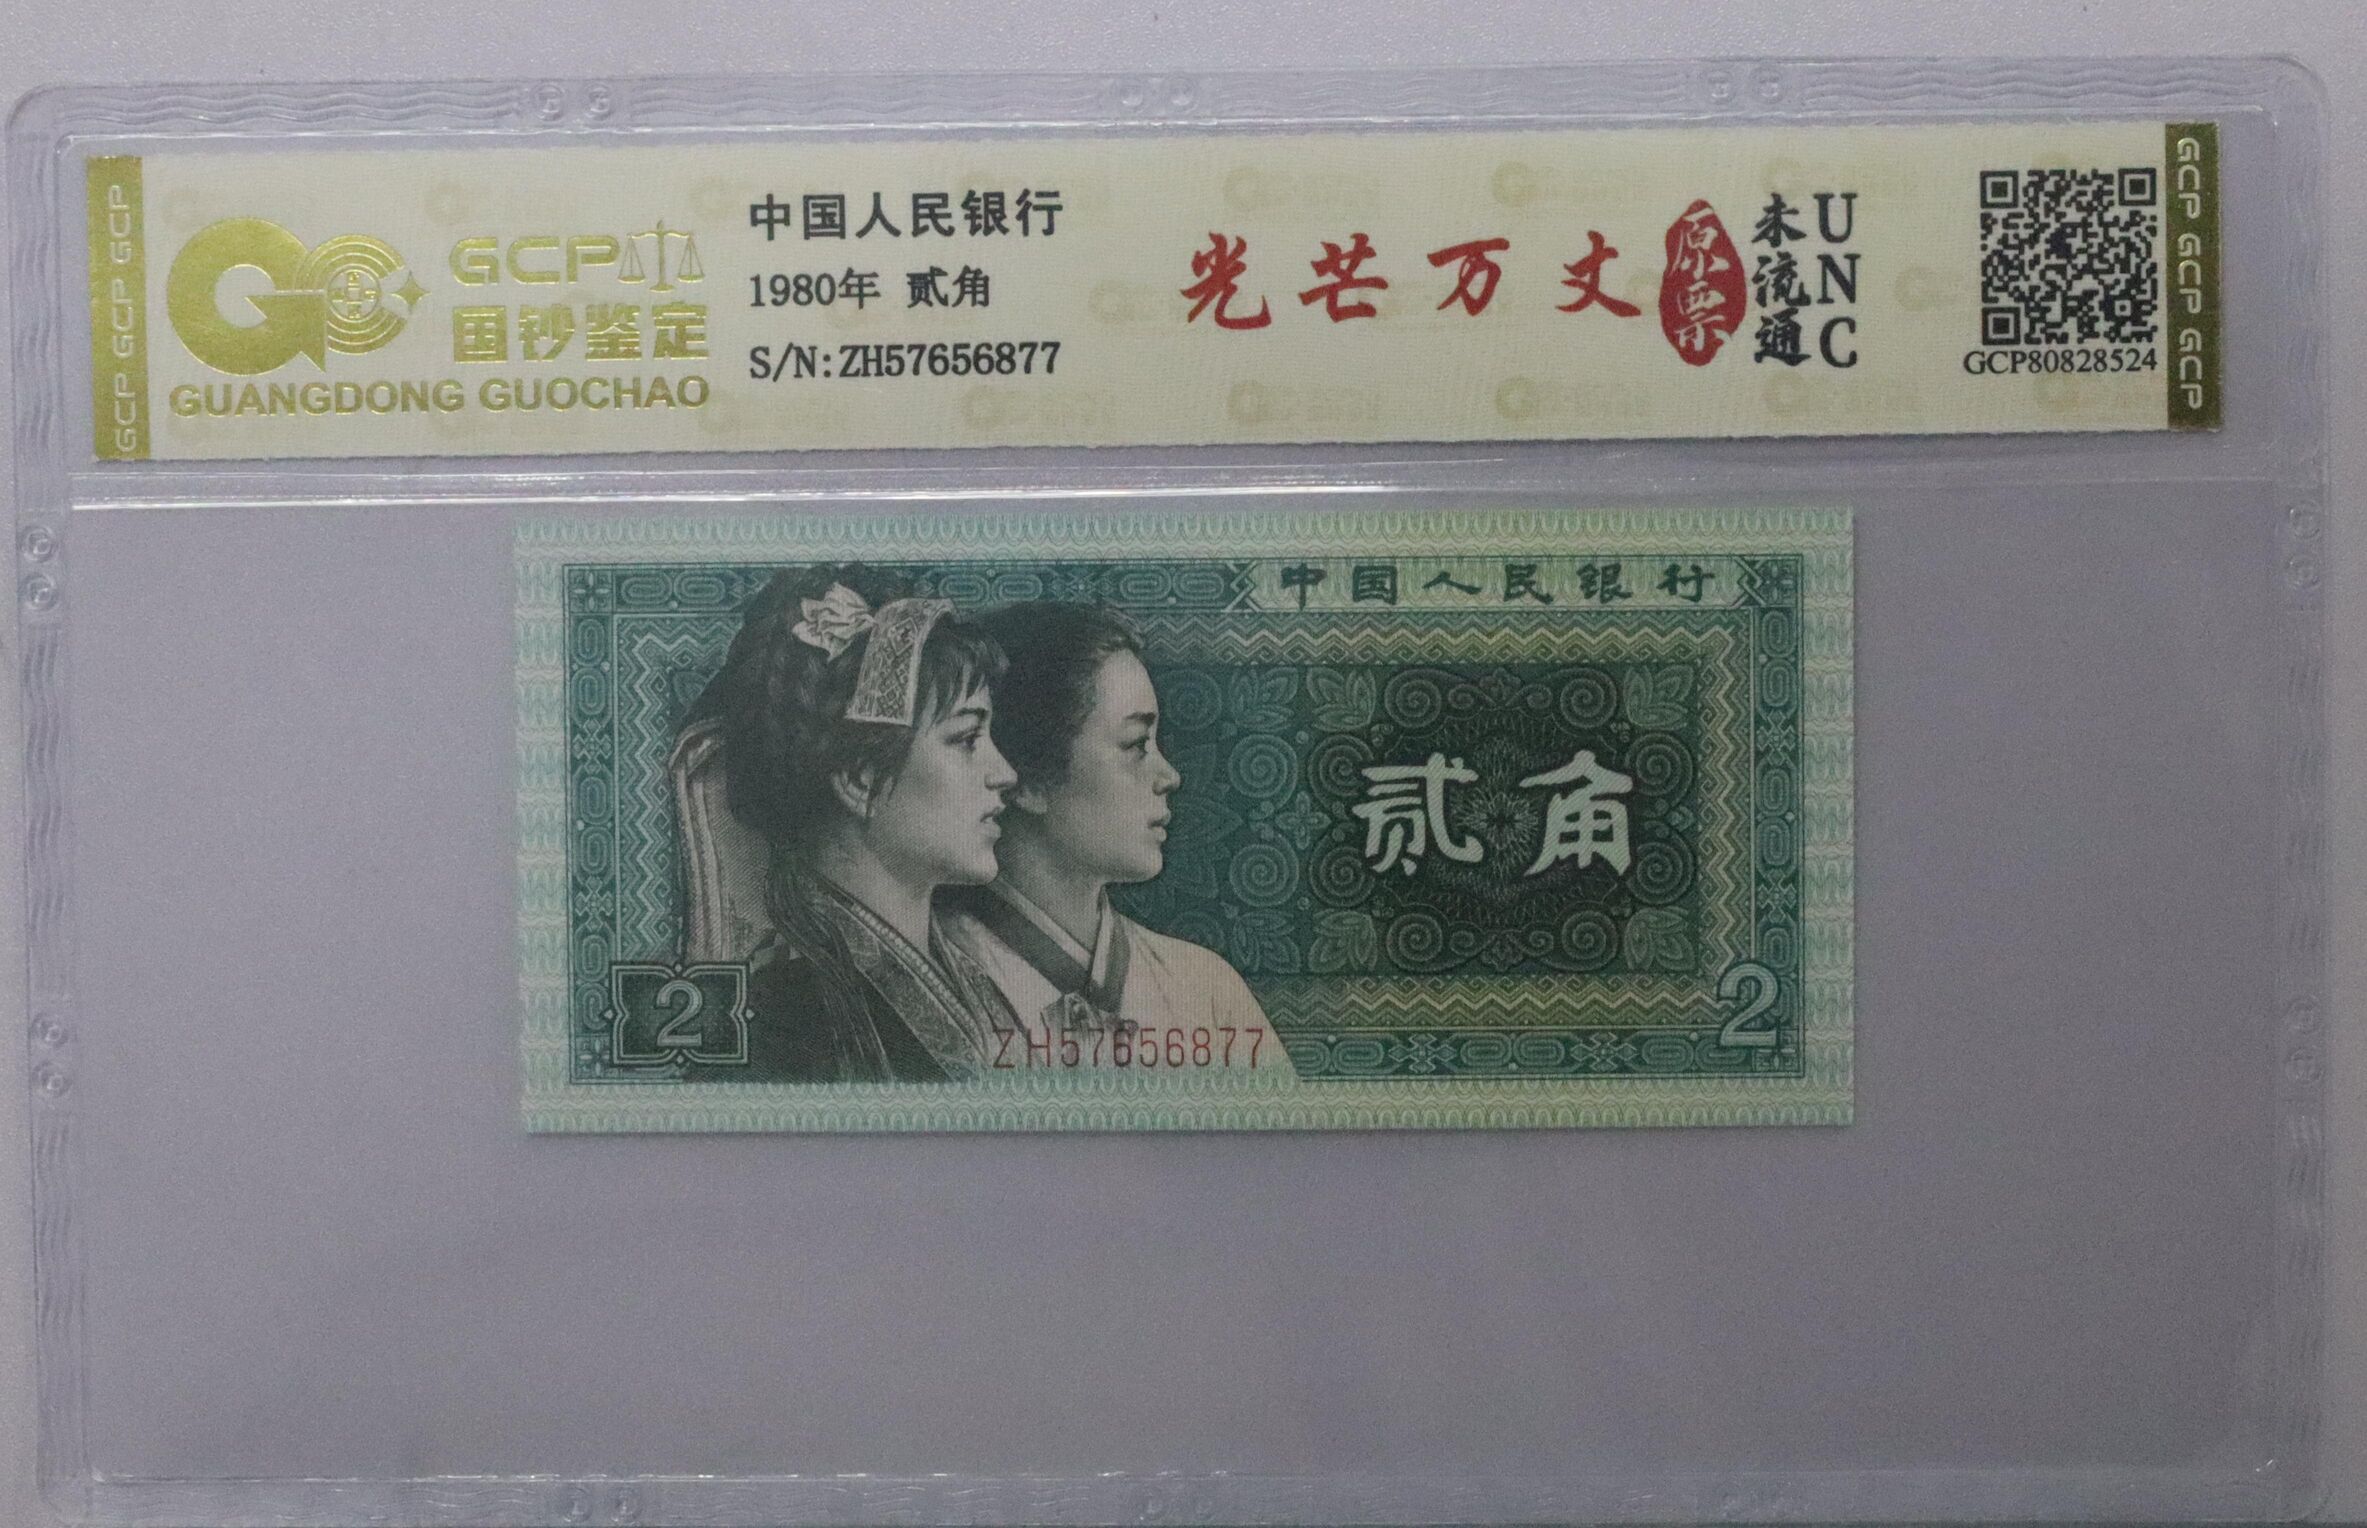 GCP GCP GCP GCP
GCP
国钞鉴定
GUANGDONG GUOCHAO
中国人民银行
1980年 贰角
S/N:ZH57656877
光芒万丈
原票
未流通
UNC
GCP80828524
GCP GCP GCP
中国人民银行
贰角
2
ZH57656877
2